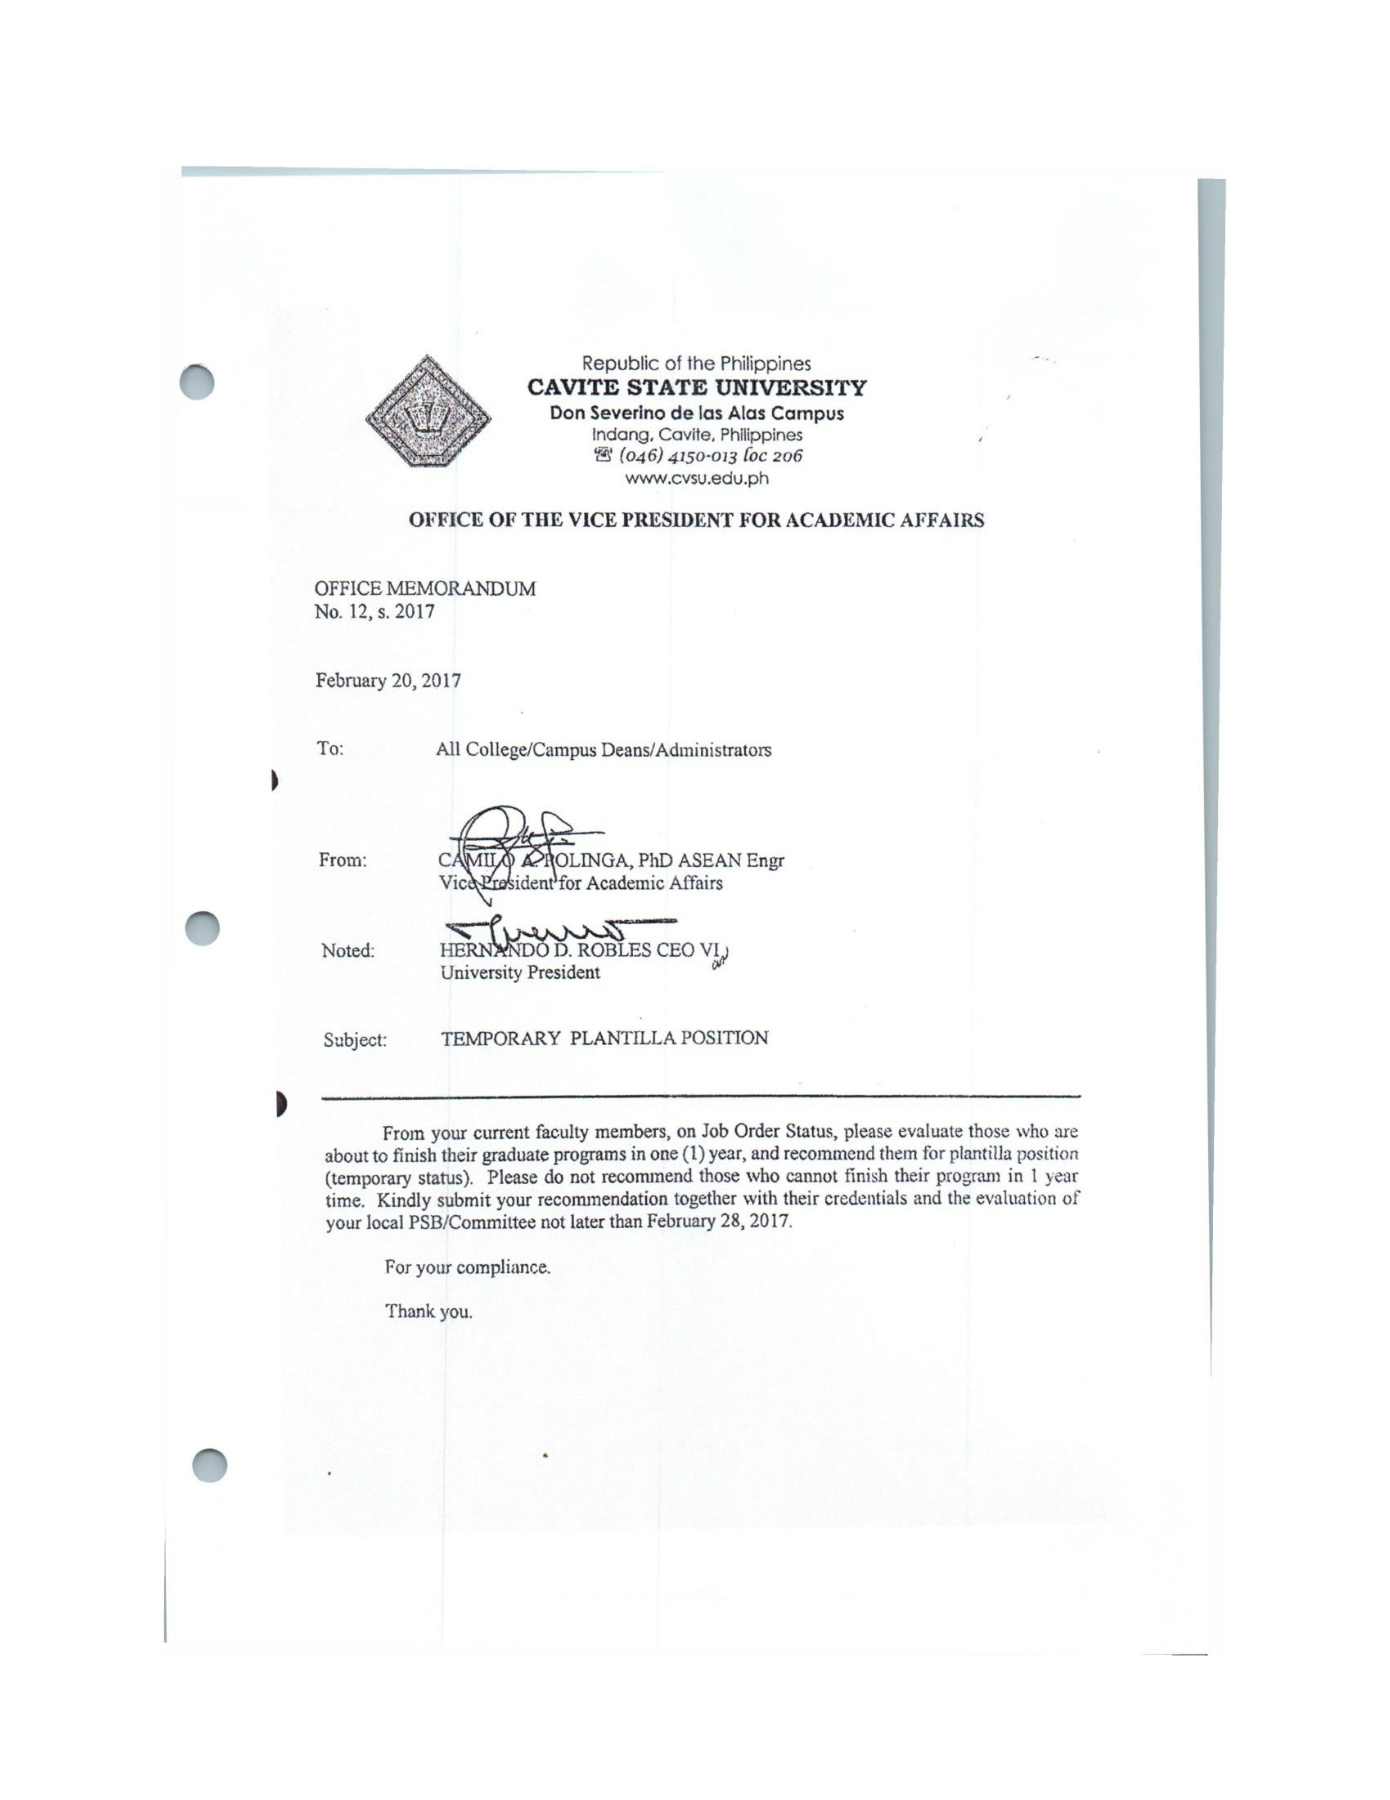 Republic of the Philippines
CAVITE STATE UNIVERSITY
Don Severino de las Alas Campus
Indang, Cavite, Philippines
☎ (046) 4150-013 loc 206
www.cvsu.edu.ph
OFFICE OF THE VICE PRESIDENT FOR ACADEMIC AFFAIRS
OFFICE MEMORANDUM
No. 12, s. 2017
February 20, 2017
To: All College/Campus Deans/Administrators
From: CAMILO A. POLINGA, PhD ASEAN Engr
Vice President for Academic Affairs
Noted: HERNANDO D. ROBLES CEO VI
University President
Subject: TEMPORARY PLANTILLA POSITION
From your current faculty members, on Job Order Status, please evaluate those who are
about to finish their graduate programs in one (1) year, and recommend them for plantilla position
(temporary status). Please do not recommend those who cannot finish their program in 1 year
time. Kindly submit your recommendation together with their credentials and the evaluation of
your local PSB/Committee not later than February 28, 2017.
For your compliance.
Thank you.